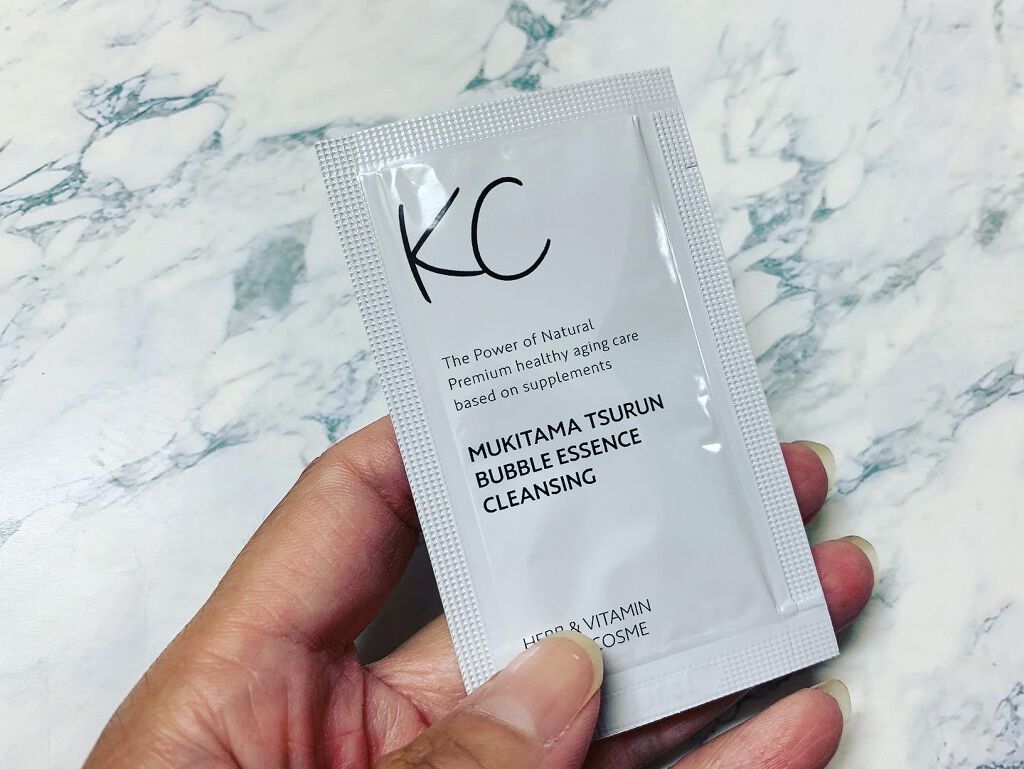 KC
The Power of Natural
Premium healthy aging care
based on supplements
MUKITAMA TSURUN
BUBBLE ESSENCE
CLEANSING
& VITAMIN
COSME